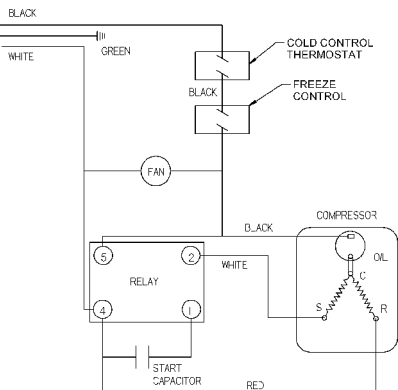 BLACK
COLD CONTROL
THERMOSTAT
GREEN
WHITE
BLACK
FREEZE
CONTROL
FAN
COMPRESSOR
BLACK
O/L
5
2
WHITE
C
RELAY
S
R
4
1
START
CAPACITOR
RED